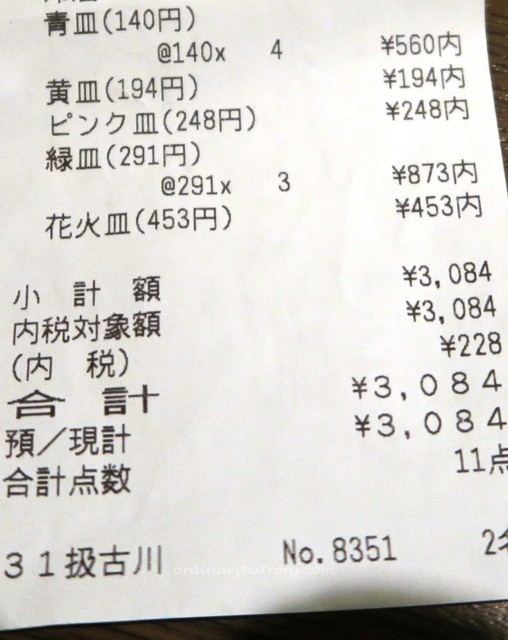 青皿(140円)
@140x 4 ¥560内
黄皿(194円) ¥194内
ピンク皿(248円) ¥248内
緑皿(291円)
@291x 3 ¥873内
花火皿(453円) ¥453内
小計額 ¥3,084
内税対象額 ¥3,084
(内税) ¥228
合計 ¥3,084
預/現計 ¥3,084
合計点数 11点
31扱古川 No.8351 2名
ordinarypatrons.com